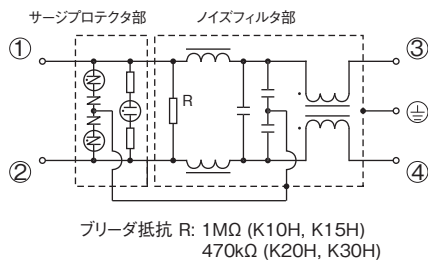 サージプロテクタ部 ノイズフィルタ部
① ③
R
② ④
ブリーダ抵抗 R: 1MΩ (K10H, K15H)
470kΩ (K20H, K30H)